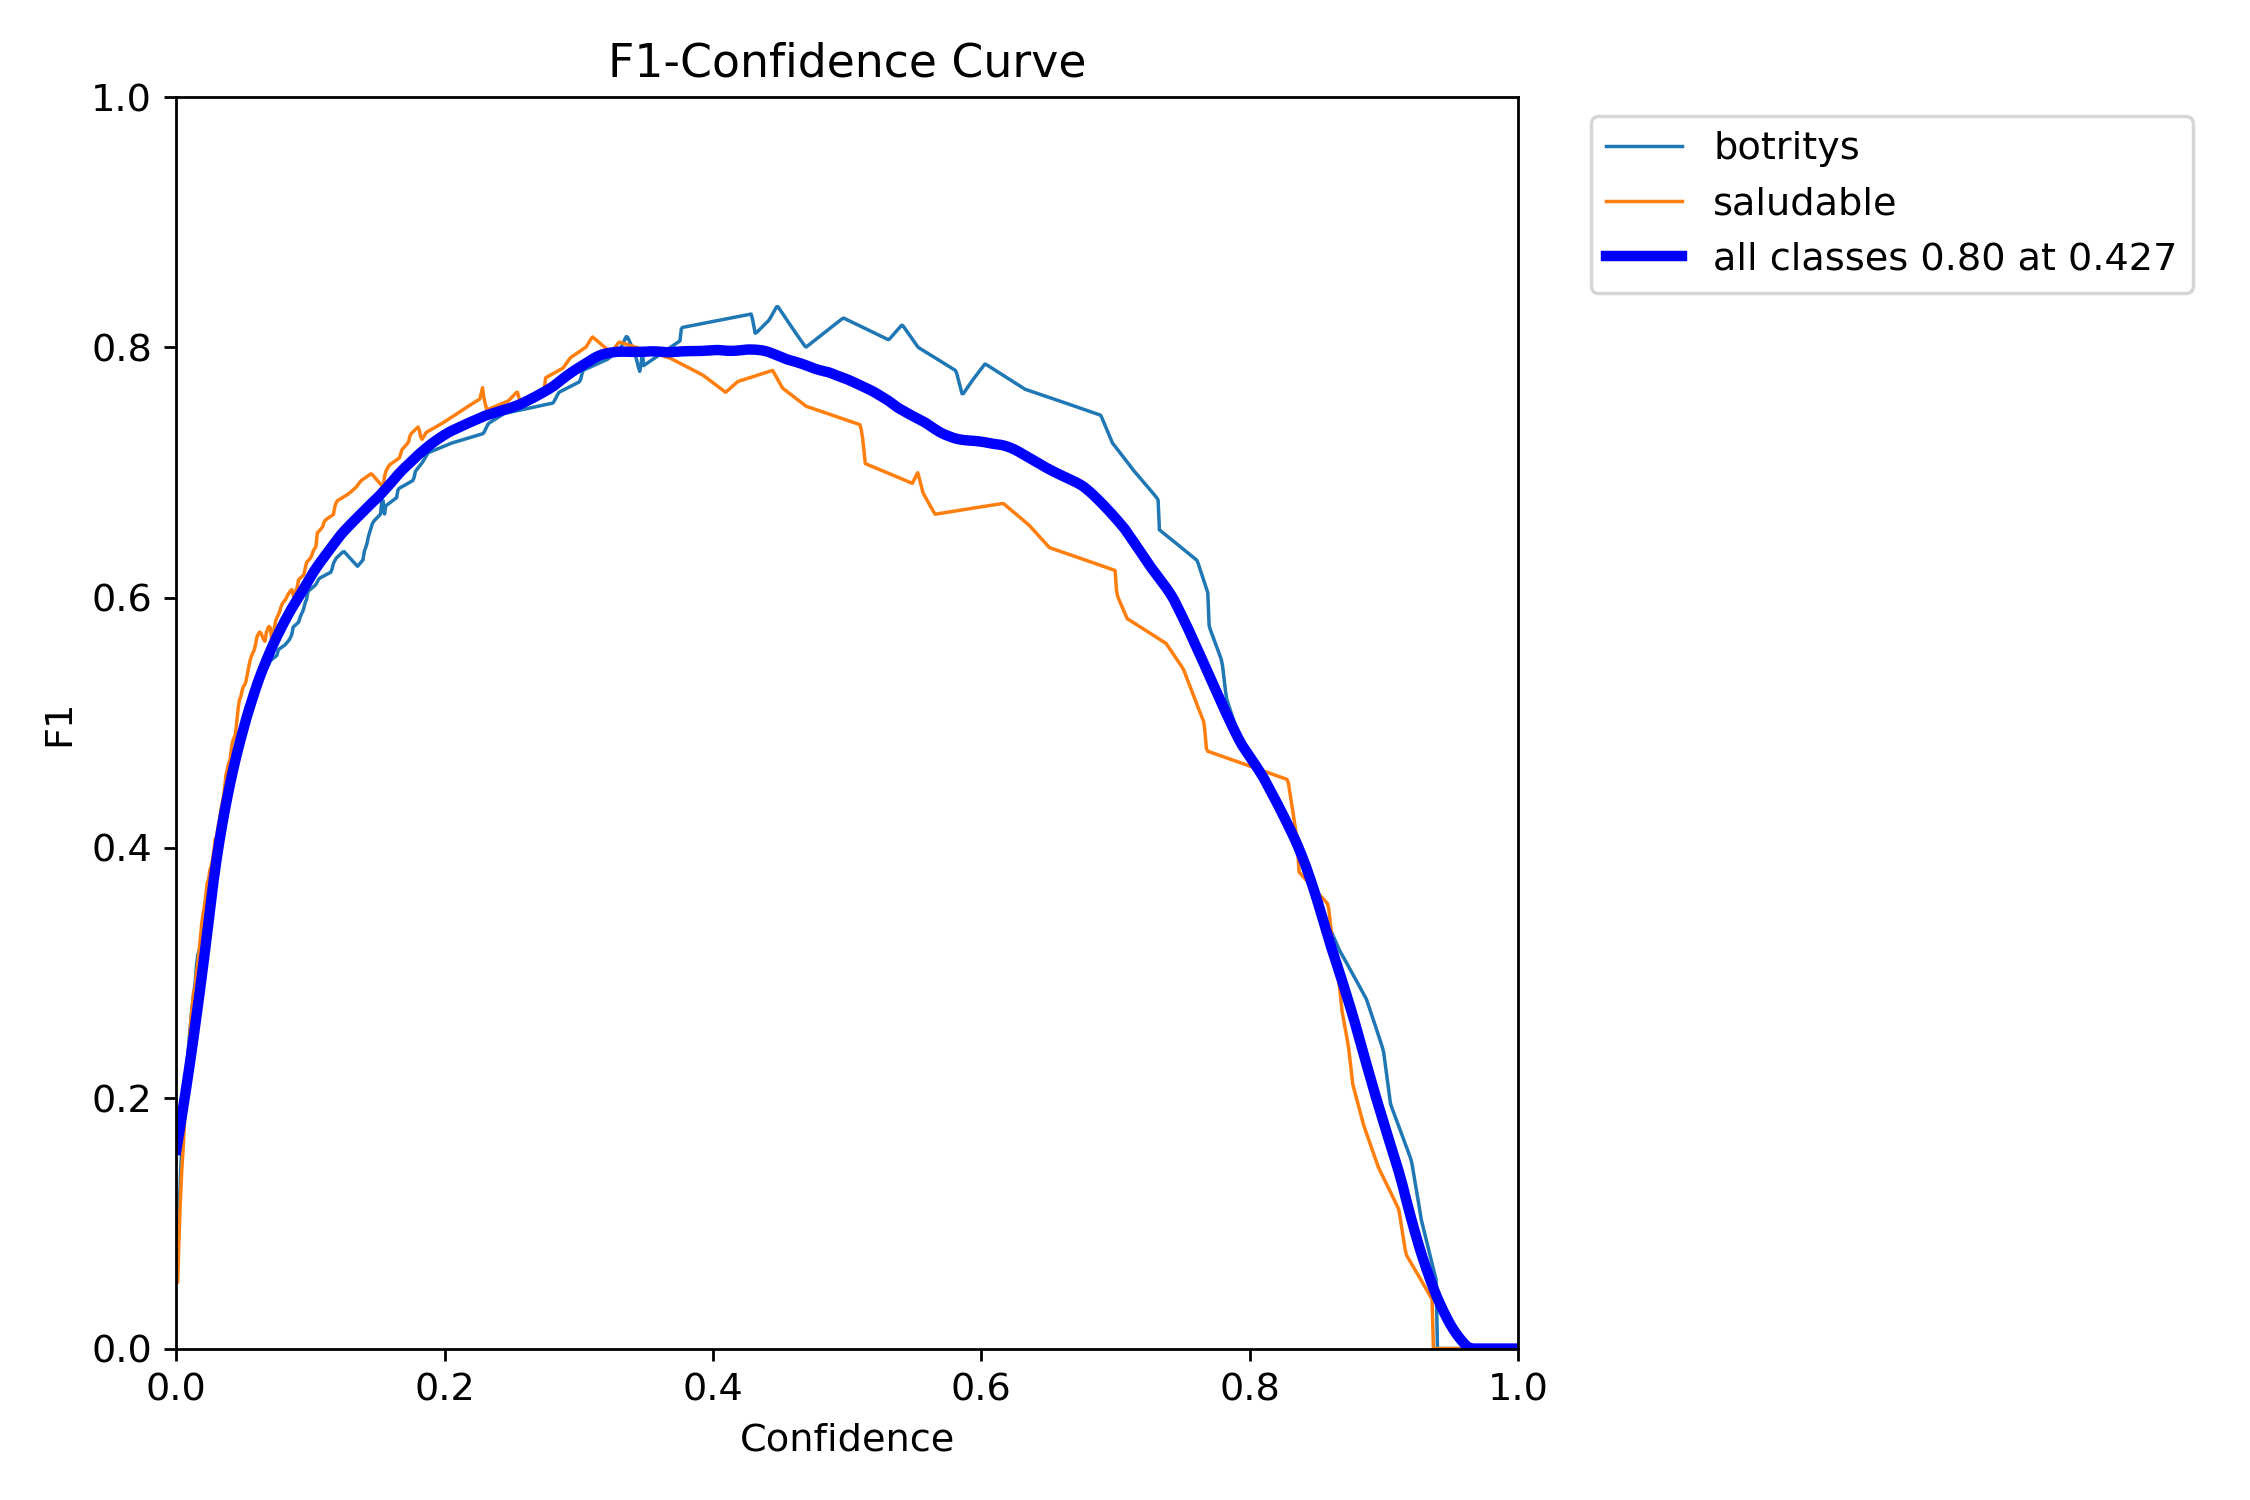 F1-Confidence Curve
botritys
saludable
all classes 0.80 at 0.427
F1
1.0
0.8
0.6
0.4
0.2
0.0
0.0 0.2 0.4 0.6 0.8 1.0
Confidence